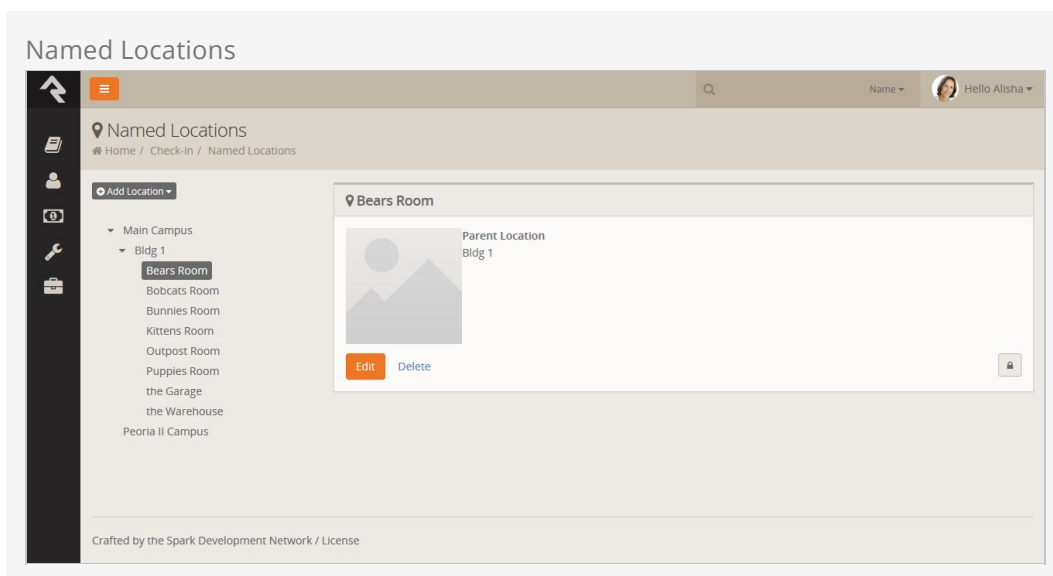 Named Locations
Name
Hello Alisha
Named Locations
Home / Check-in / Named Locations
Add Location
Main Campus
Bldg 1
Bears Room
Bobcats Room
Bunnies Room
Kittens Room
Outpost Room
Puppies Room
the Garage
the Warehouse
Peoria II Campus
Bears Room
Parent Location
Bldg 1
Edit Delete
Crafted by the Spark Development Network / License